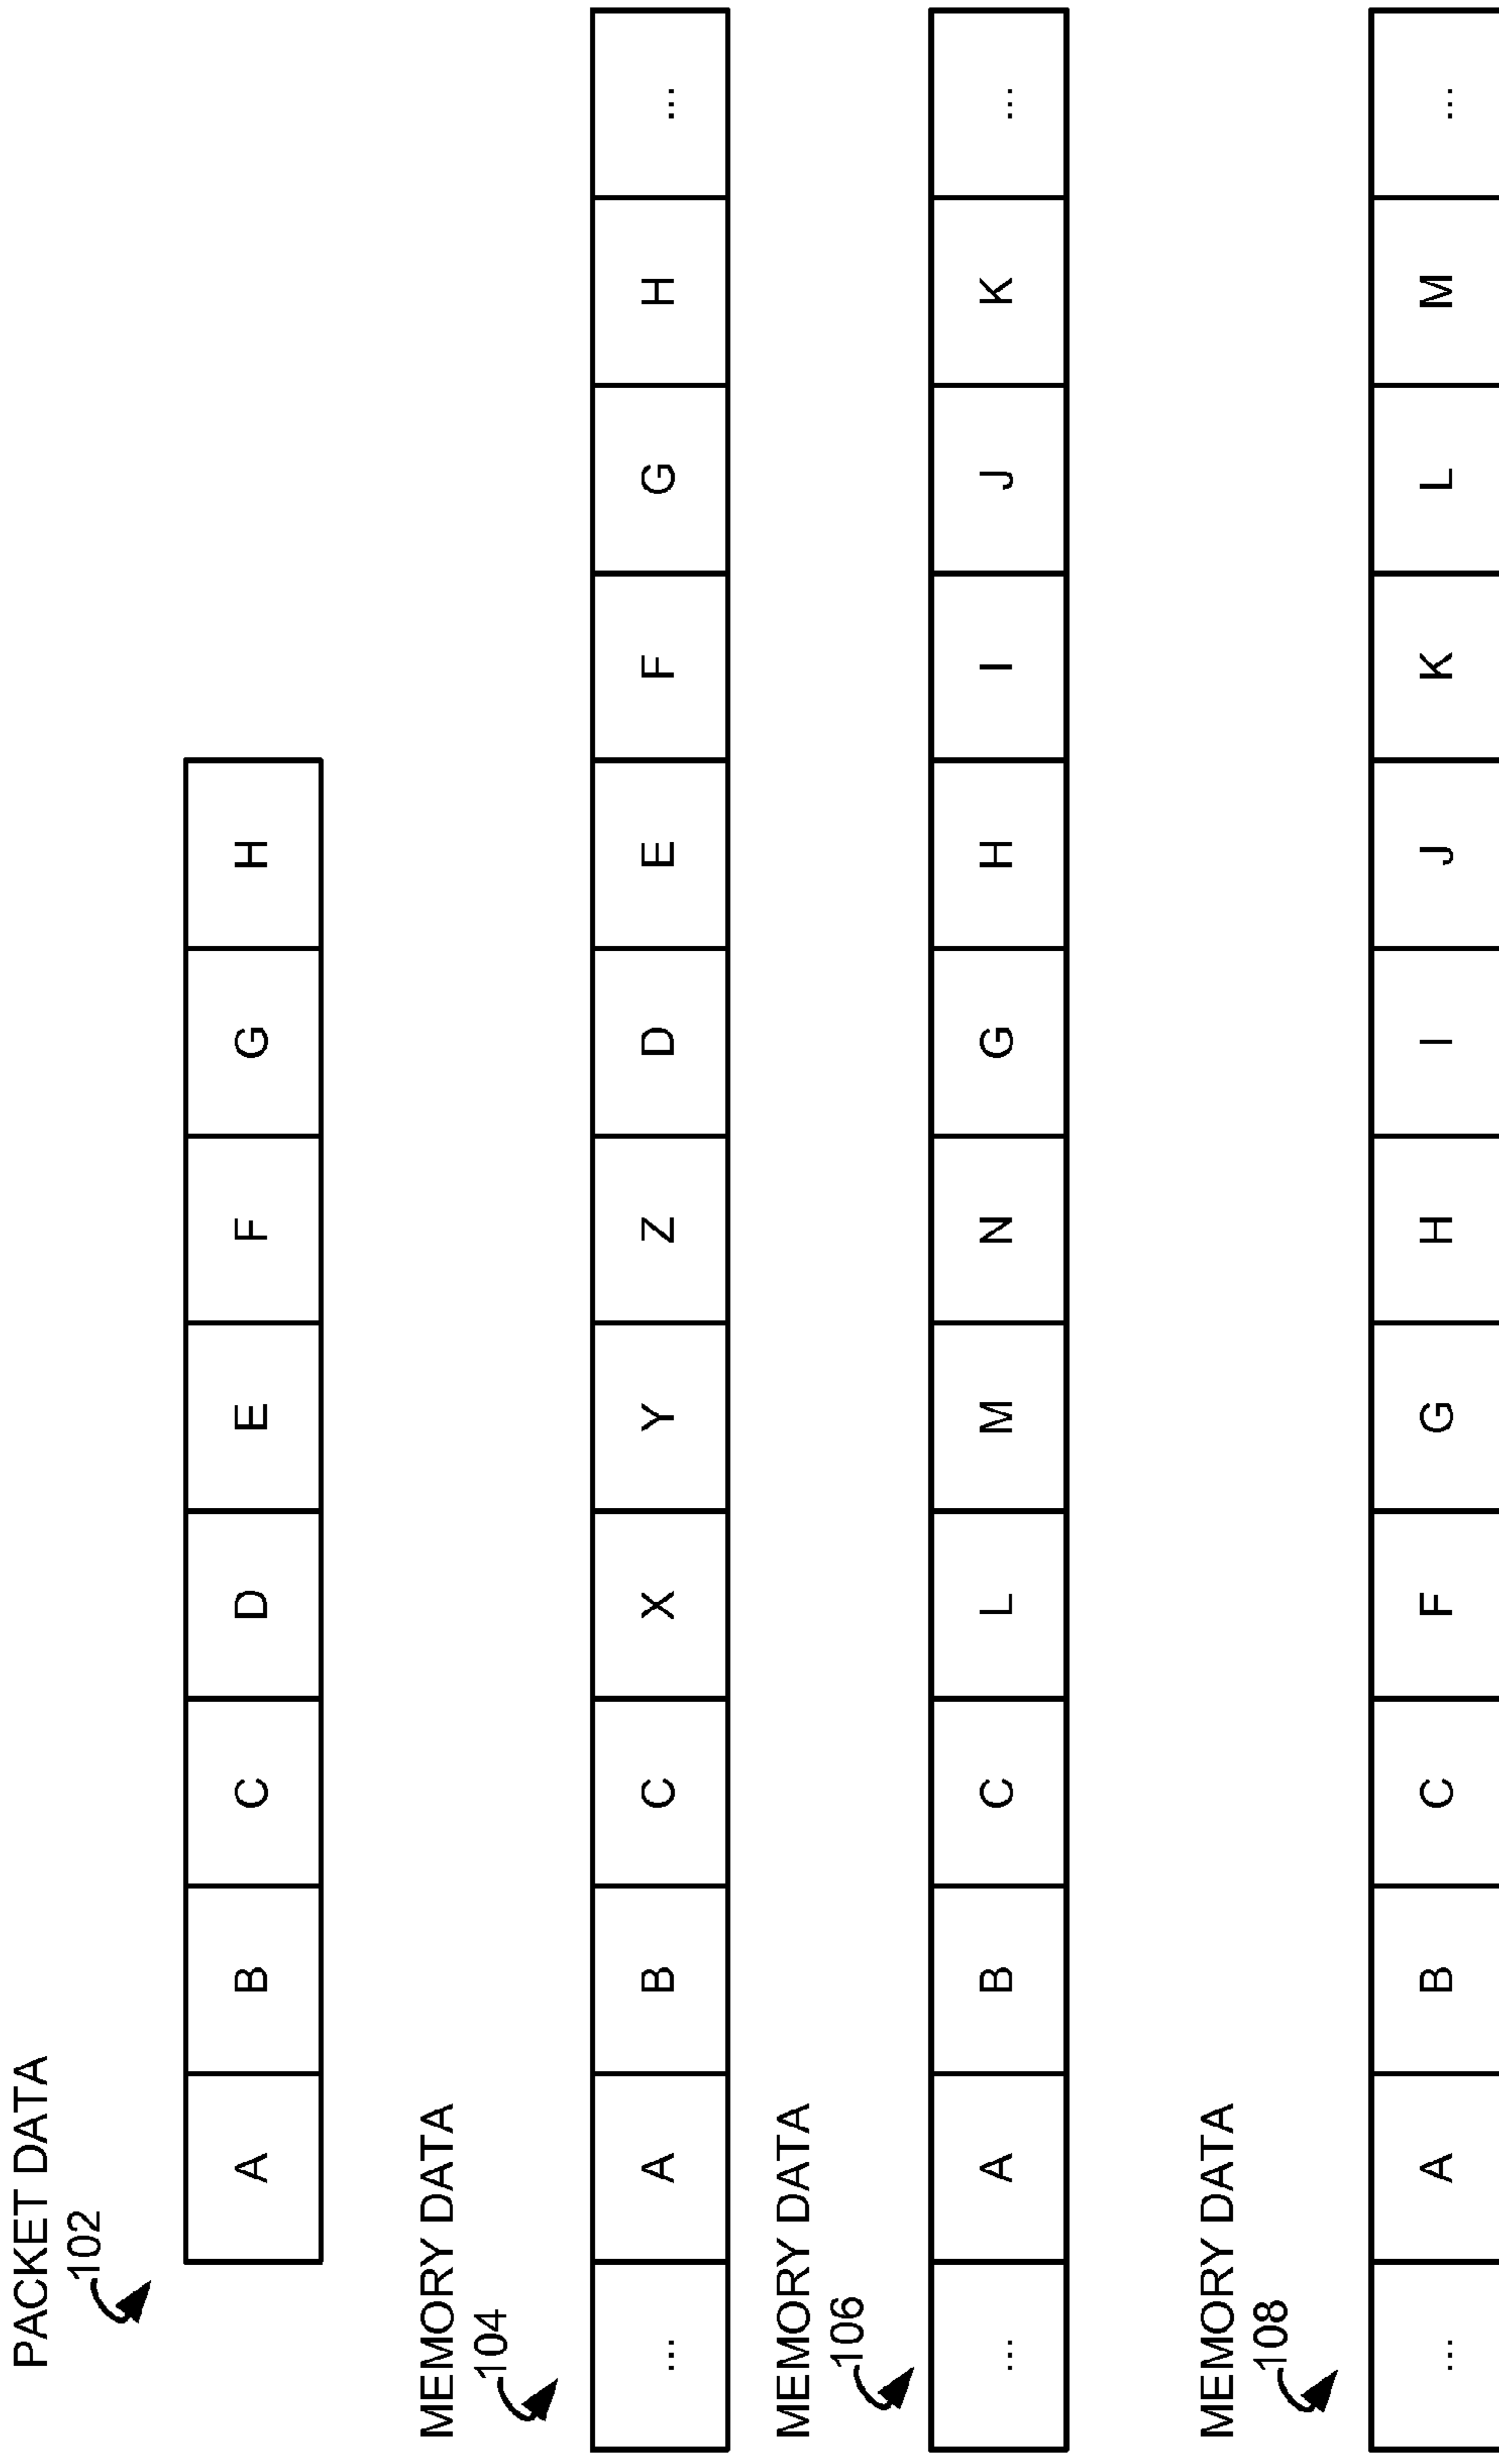 PACKET DATA
102
A B C D E F G H
MEMORY DATA
104
... A B C X Y Z D E F G H ...
MEMORY DATA
106
... A B C L M N G H I J K ...
MEMORY DATA
108
... A B C F G H I J K L M ...